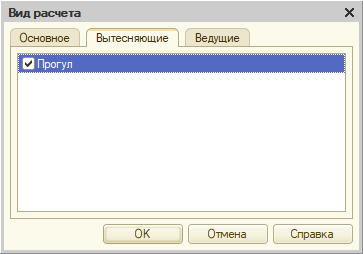 Вид расчета
Основное Вытесняющие Ведущие
Прогул
OK Отмена Справка